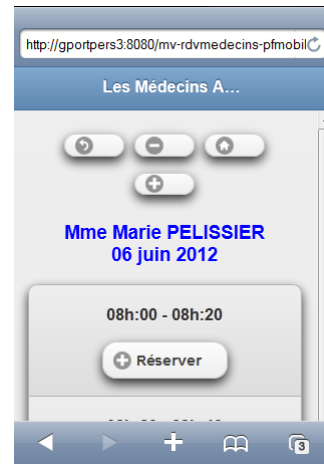 http://gportpers3:8080/mv-rdvmedecins-pfmobil
Les Médecins A...
Mme Marie PELISSIER
06 juin 2012
08h:00 - 08h:20
Réserver
3